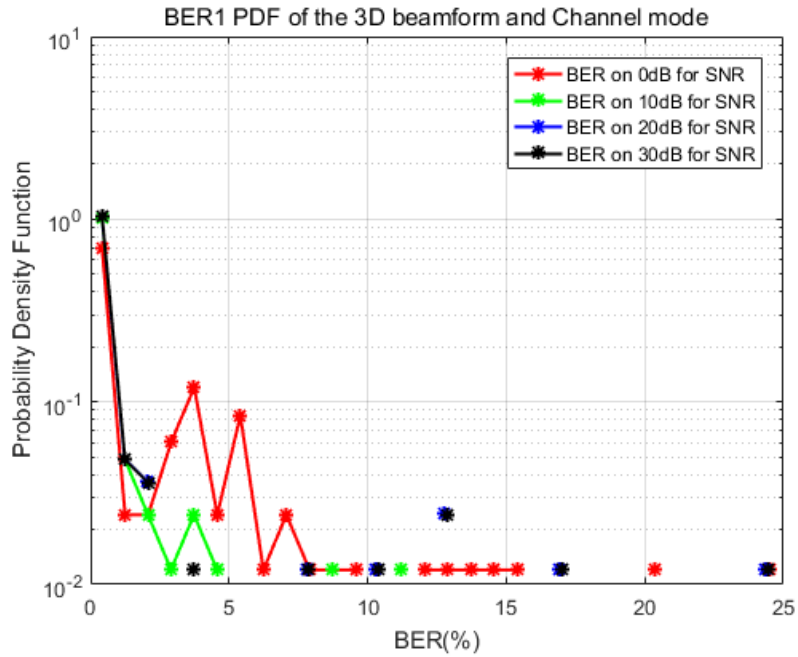 BER1 PDF of the 3D beamform and Channel mode
10^1
BER on 0dB for SNR
BER on 10dB for SNR
BER on 20dB for SNR
BER on 30dB for SNR
Probability Density Function
10^0
10^-1
10^-2
0 5 10 15 20 25
BER(%)